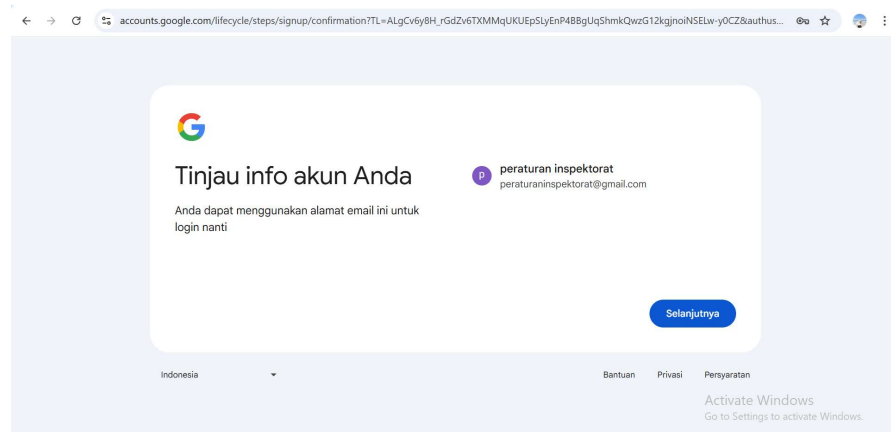 accounts.google.com/lifecycle/steps/signup/confirmation?TL=ALgCv6y8H_rGdZv6TXMMqUKUEpSLyEnP4BBgUqShmkQwzG12kgjnoiNSELw-y0CZ&authus...
Tinjau info akun Anda
Anda dapat menggunakan alamat email ini untuk
login nanti
p
peraturan inspektorat
peraturaninspektorat@gmail.com
Selanjutnya
Indonesia
Bantuan Privasi Persyaratan
Activate Windows
Go to Settings to activate Windows.